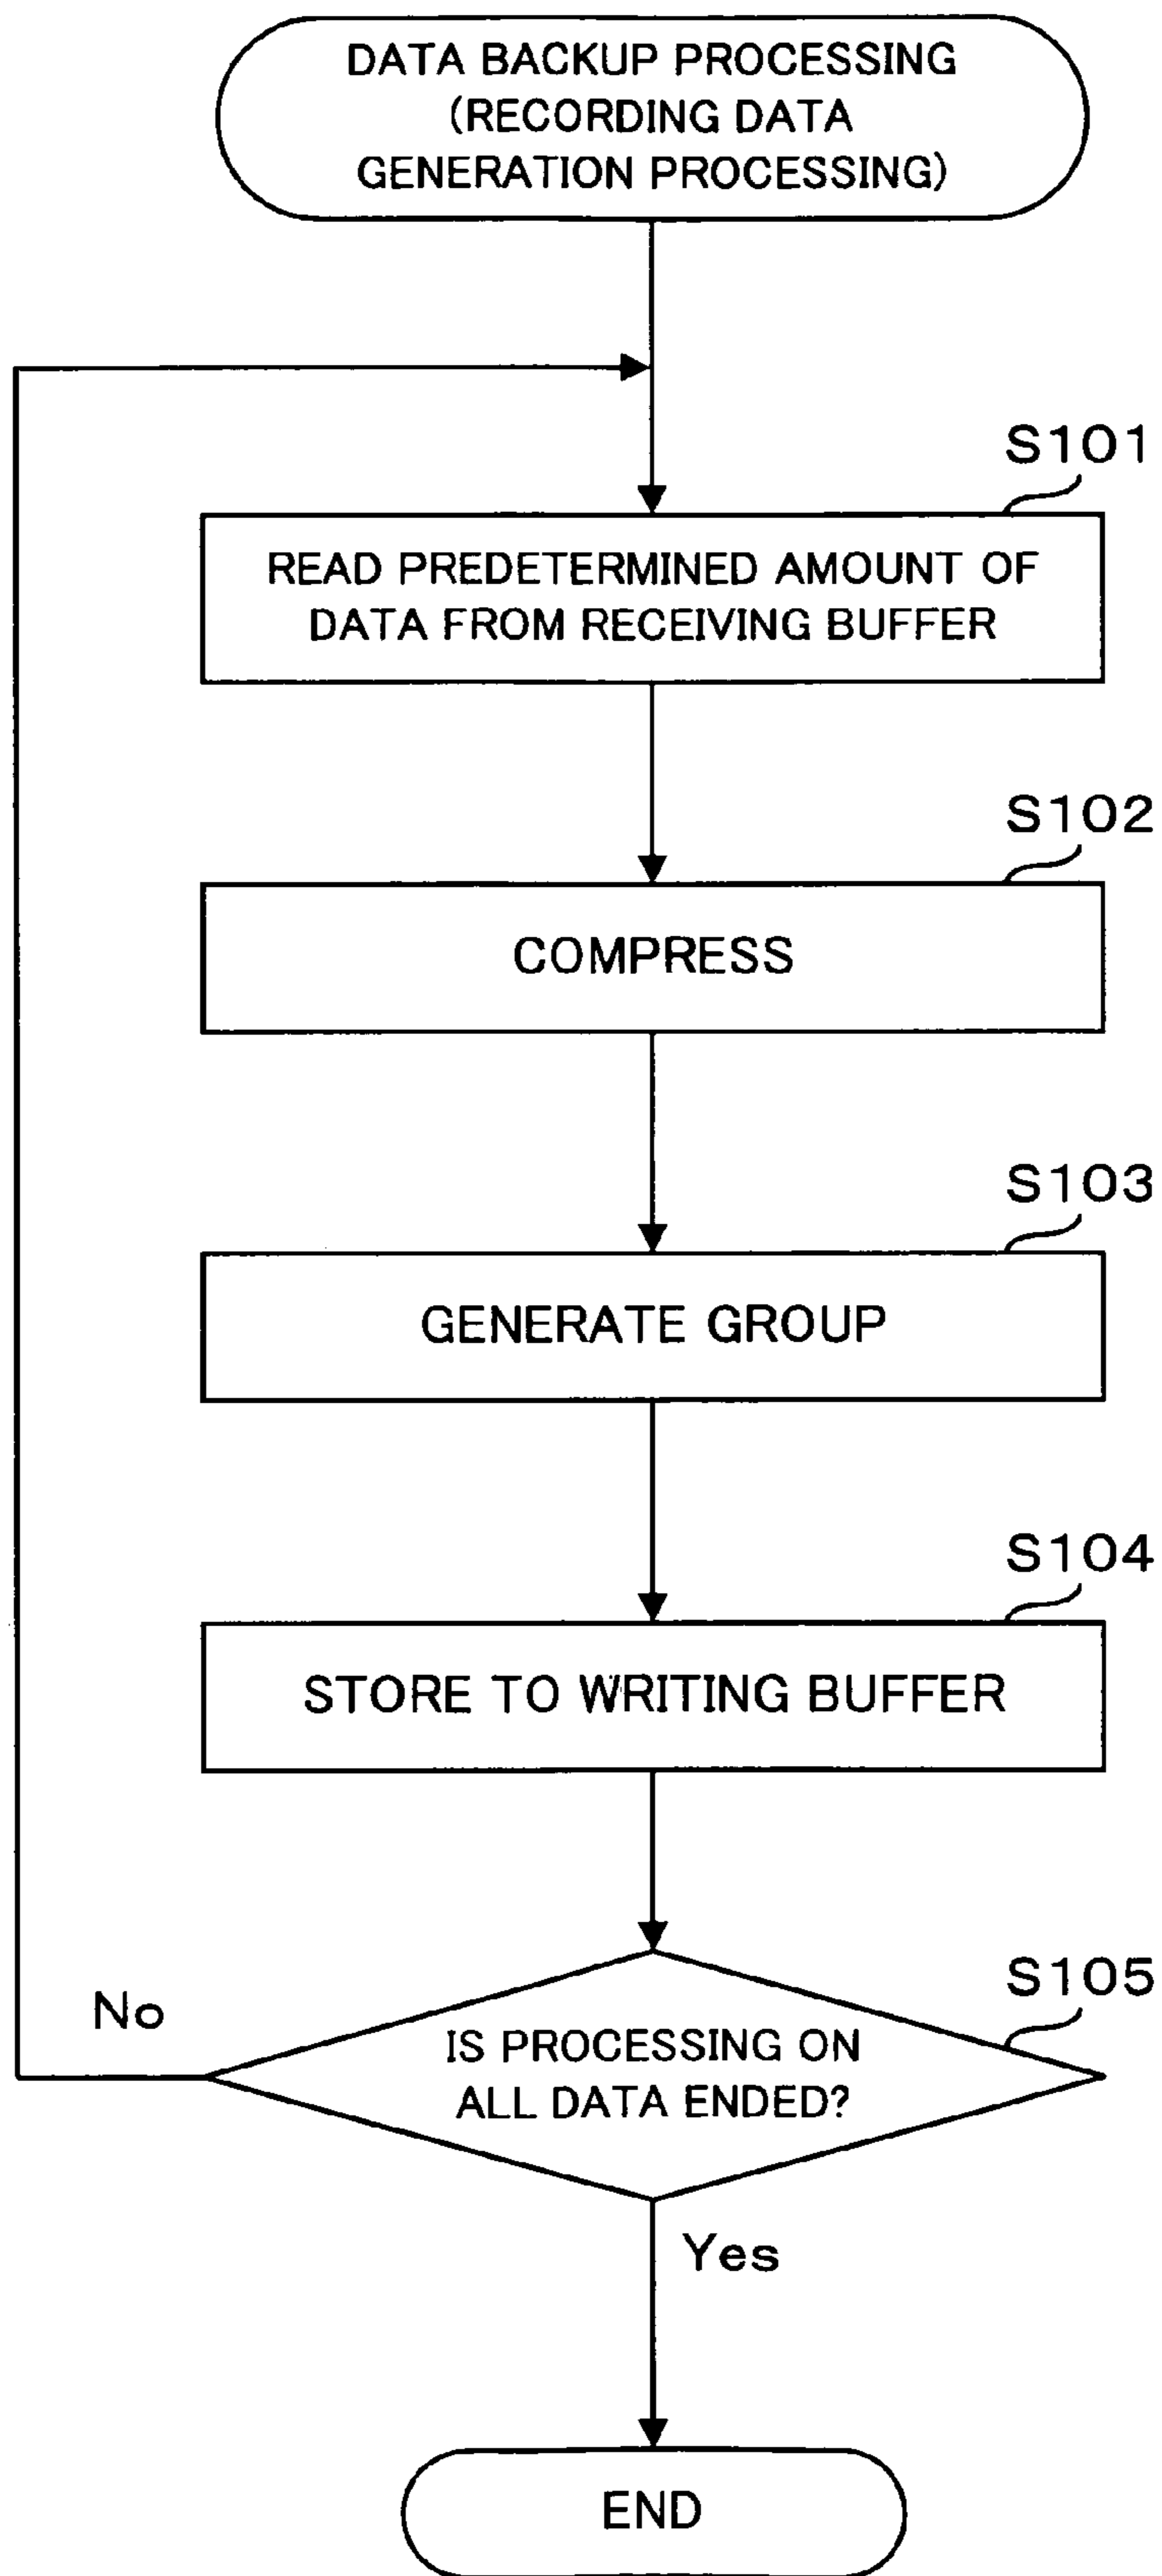 DATA BACKUP PROCESSING
(RECORDING DATA
GENERATION PROCESSING)
S101
READ PREDETERMINED AMOUNT OF
DATA FROM RECEIVING BUFFER
S102
COMPRESS
S103
GENERATE GROUP
S104
STORE TO WRITING BUFFER
S105
No
IS PROCESSING ON
ALL DATA ENDED?
Yes
END